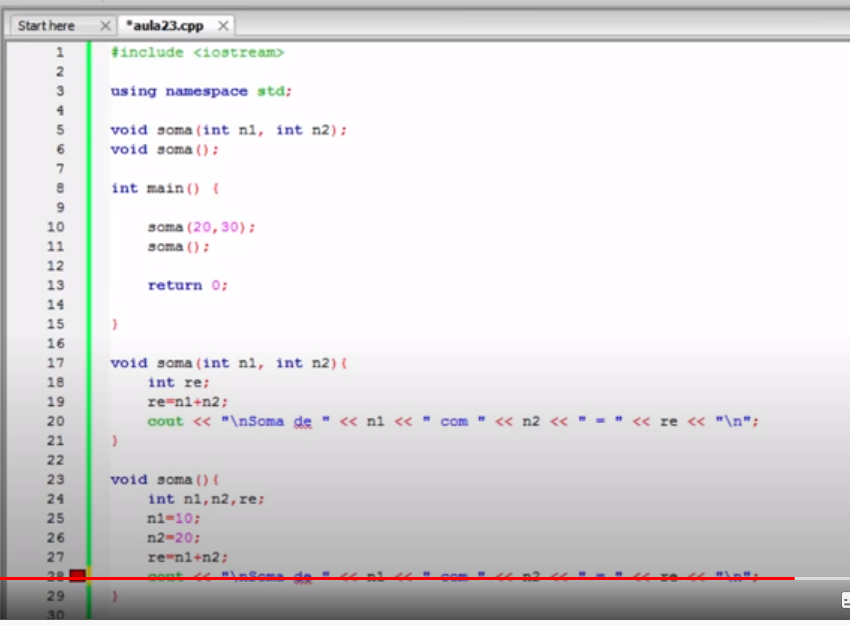 Start here
*aula23.cpp
1 #include <iostream>
2
3 using namespace std;
4
5 void soma(int n1, int n2);
6 void soma();
7
8 int main() {
9
10 soma(20,30);
11 soma();
12
13 return 0;
14
15 }
16
17 void soma(int n1, int n2){
18 int re;
19 re=n1+n2;
20 cout << "\nSoma de " << n1 << " com " << n2 << " = " << re << "\n";
21 }
22
23 void soma(){
24 int n1,n2,re;
25 n1=10;
26 n2=20;
27 re=n1+n2;
28 cout << "\nSoma de " << n1 << " com " << n2 << " = " << re << "\n";
29 }
30